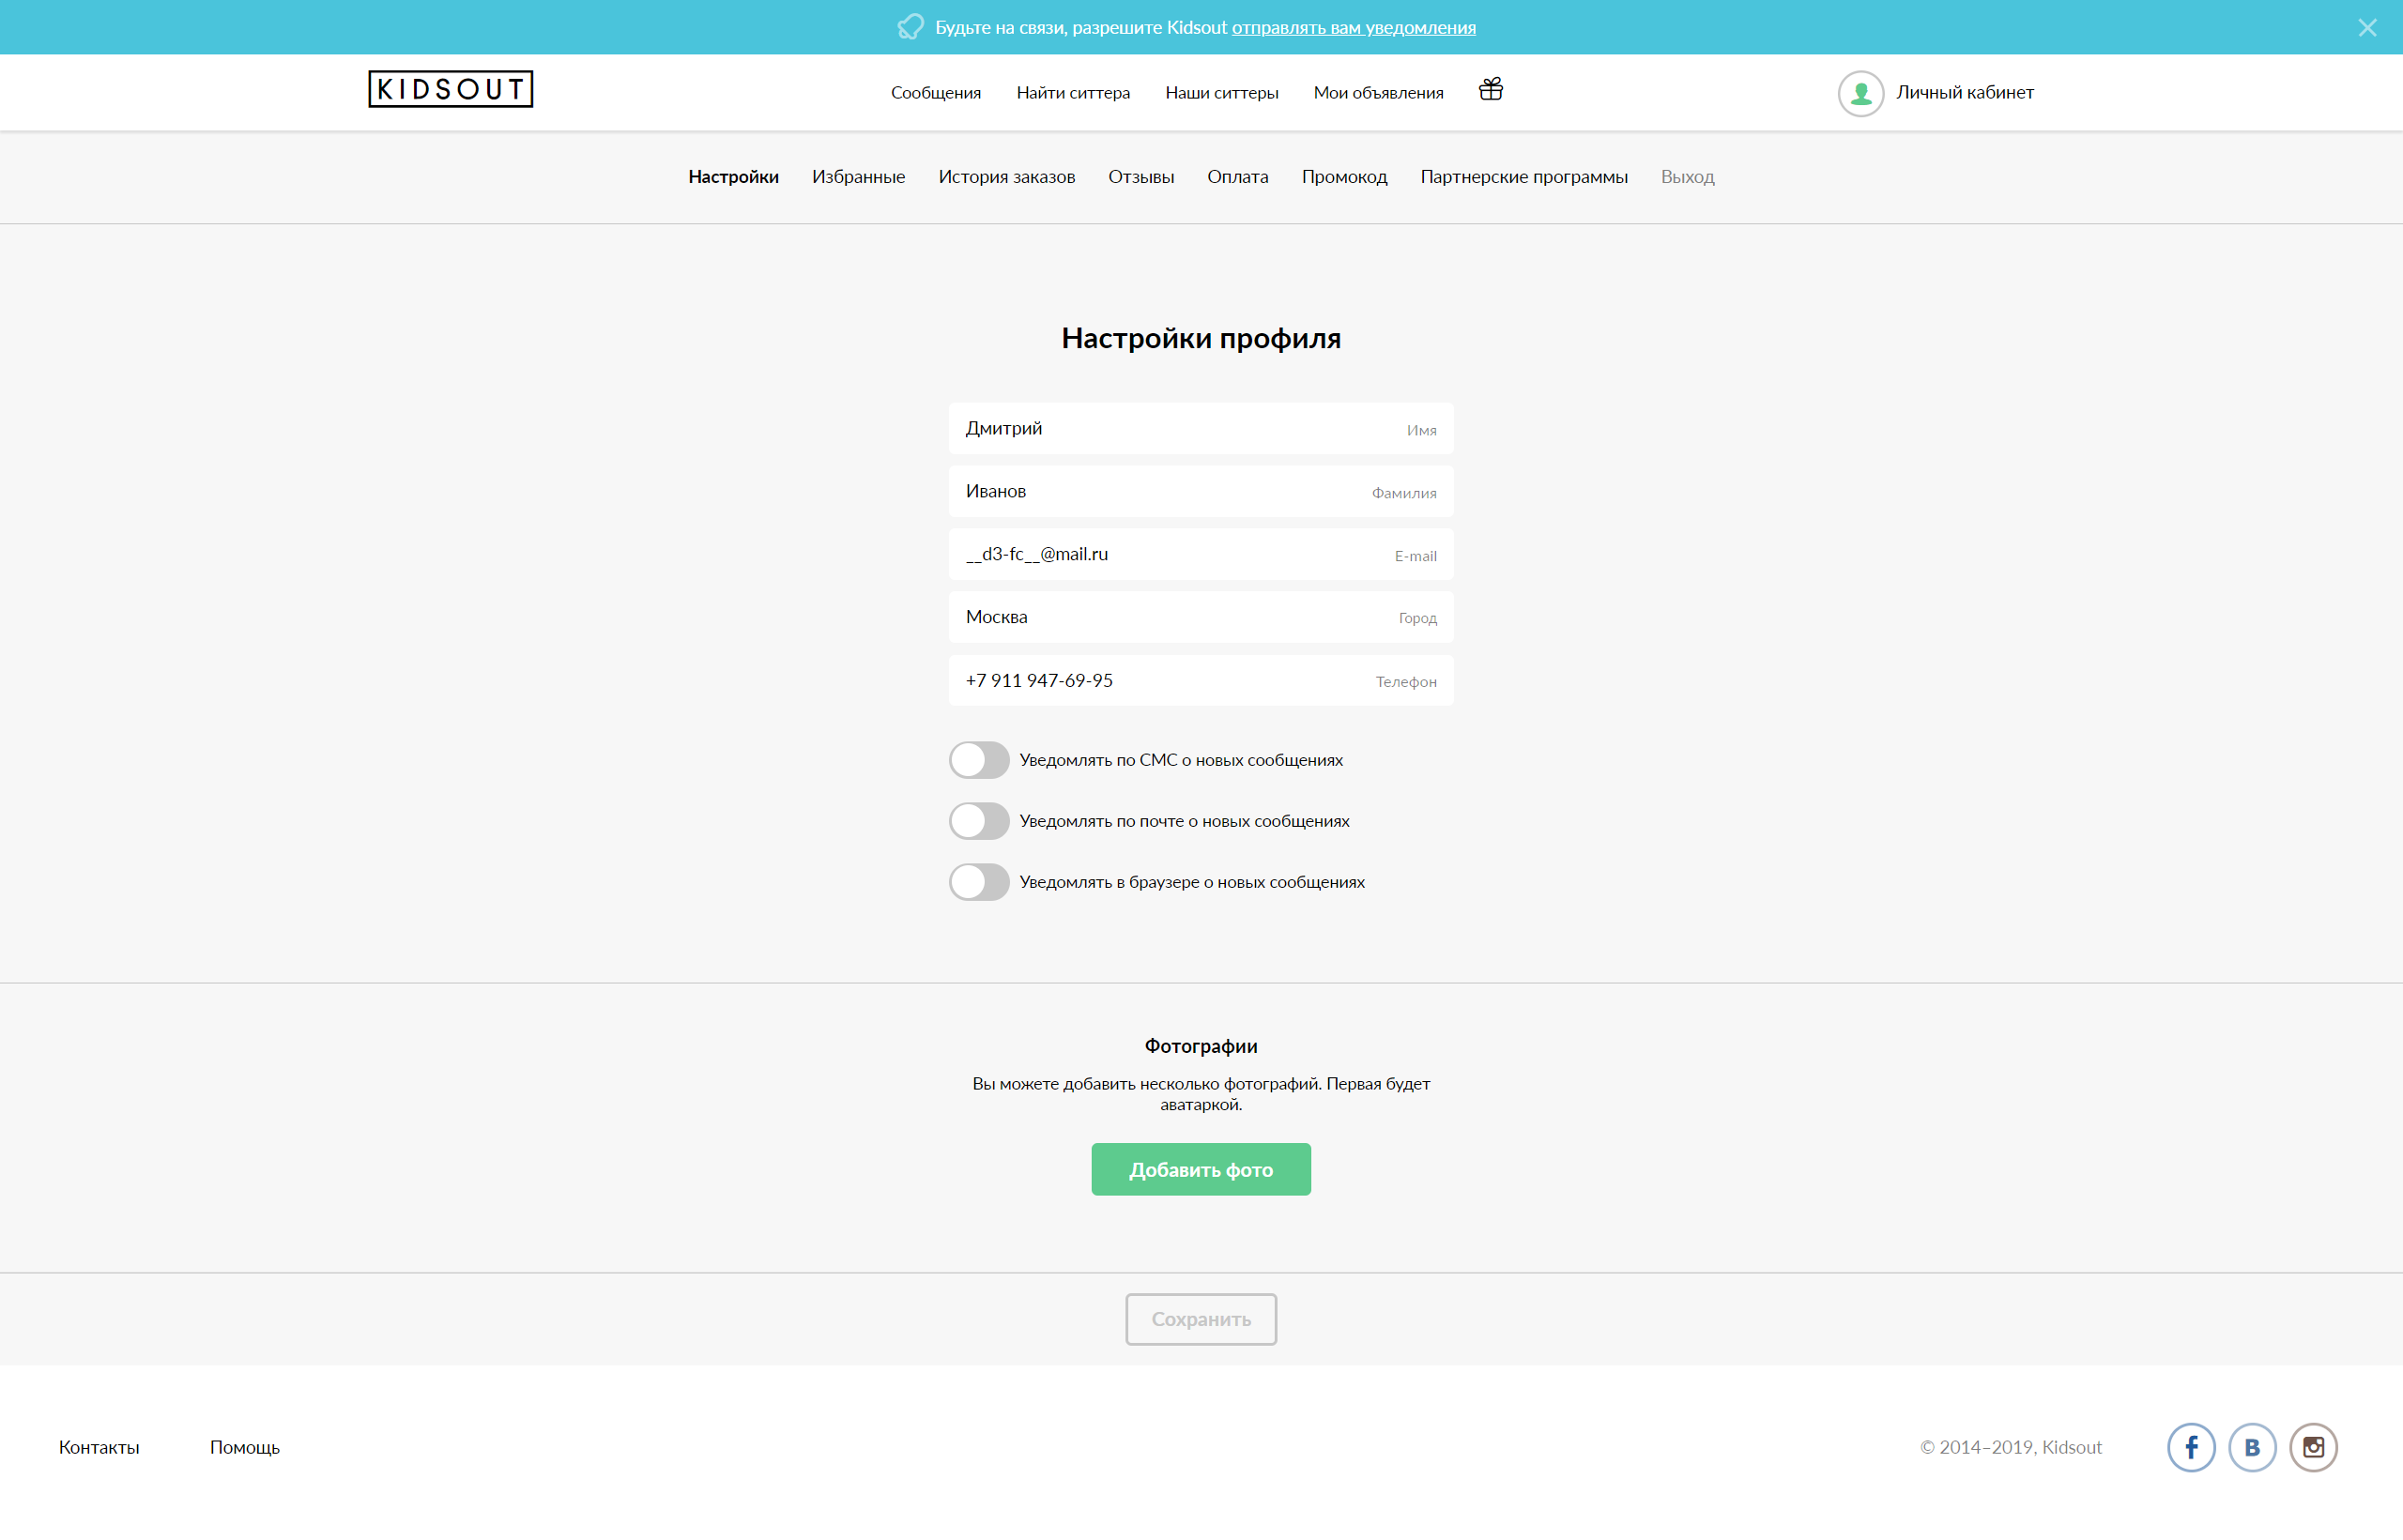 Будьте на связи, разрешите Kidsout отправлять вам уведомления
KIDSOUT
Сообщения Найти ситтера Наши ситтеры Мои объявления
Личный кабинет
Настройки Избранные История заказов Отзывы Оплата Промокод Партнерские программы Выход
Настройки профиля
Дмитрий Имя
Иванов Фамилия
__d3-fc__@mail.ru E-mail
Москва Город
+7 911 947-69-95 Телефон
Уведомлять по СМС о новых сообщениях
Уведомлять по почте о новых сообщениях
Уведомлять в браузере о новых сообщениях
Фотографии
Вы можете добавить несколько фотографий. Первая будет
аватаркой.
Добавить фото
Сохранить
Контакты Помощь © 2014–2019, Kidsout